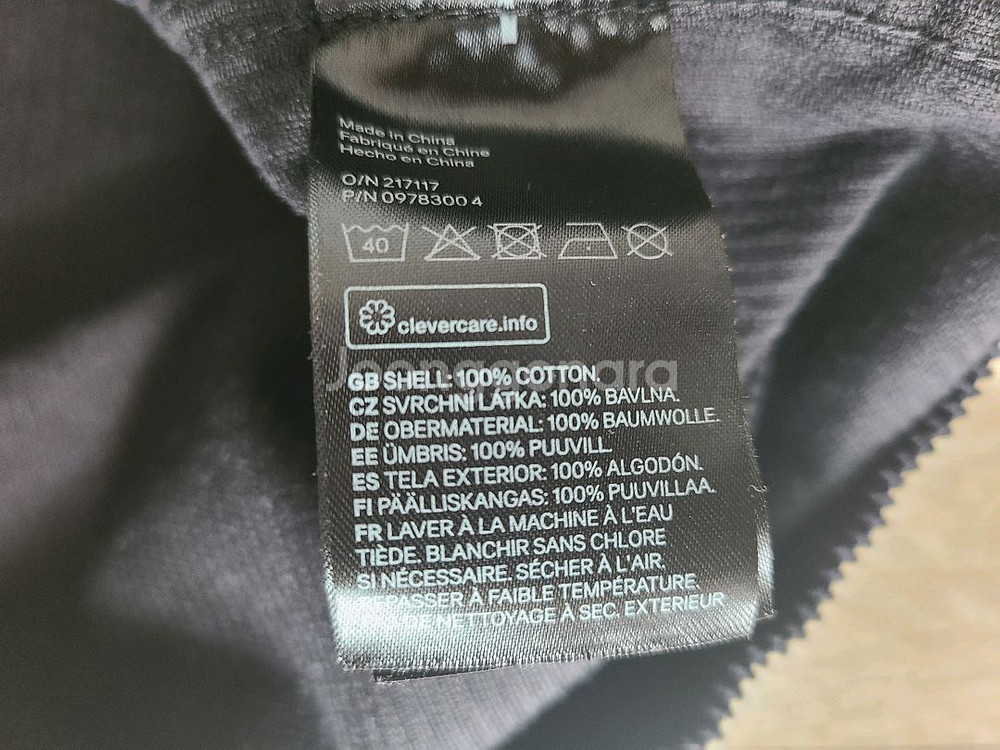 Made in China
Fabriqué en Chine
Hecho en China
O/N 217117
P/N 0978300 4
40
clevercare.info
Joonggonara
GB SHELL: 100% COTTON.
CZ SVRCHNÍ LÁTKA: 100% BAVLNA.
DE OBERMATERIAL: 100% BAUMWOLLE.
EE ÜMBRIS: 100% PUUVILL.
ES TELA EXTERIOR: 100% ALGODÓN.
FI PÄÄLLISKANGAS: 100% PUUVILLAA.
FR LAVER À LA MACHINE À L'EAU
TIÈDE. BLANCHIR SANS CHLORE
SI NÉCESSAIRE. SÉCHER À L'AIR.
REPASSER À FAIBLE TEMPÉRATURE.
DE NETTOYAGE À SEC. EXTERIEUR